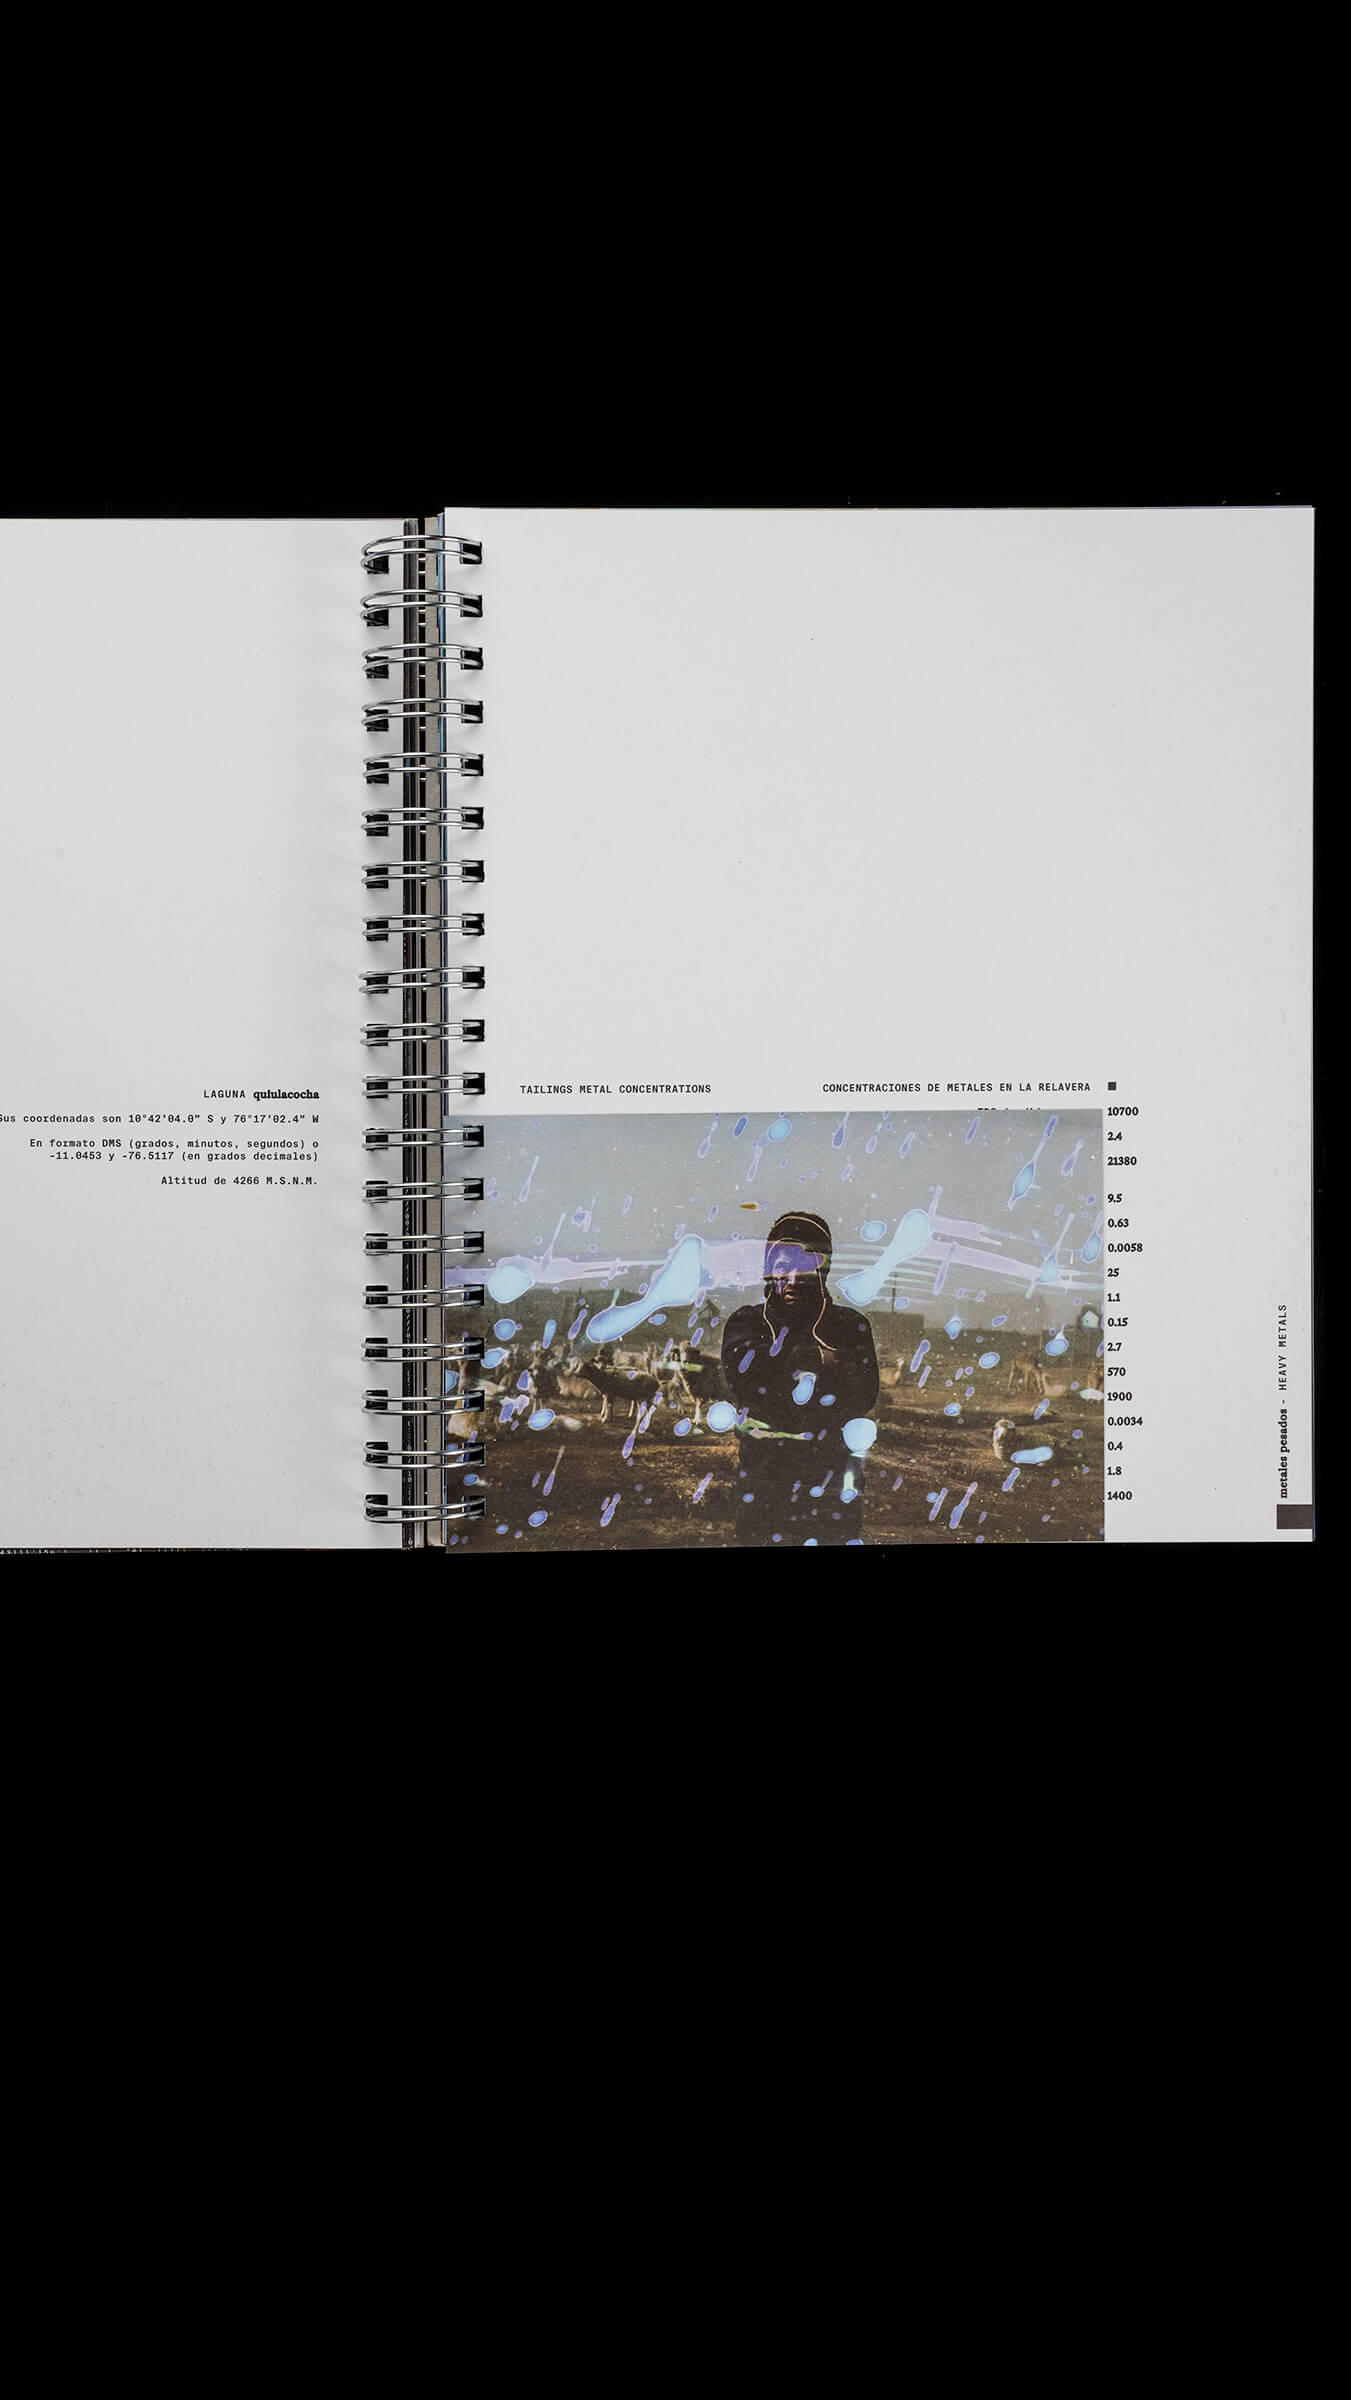 LAGUNA quiulacocha
Sus coordenadas son 10°42'04.0" S y 76°17'02.4" W
En formato DMS (grados, minutos, segundos) o
-11.0453 y -76.5117 (en grados decimales)
Altitud de 4266 M.S.N.M.
TAILINGS METAL CONCENTRATIONS
CONCENTRACIONES DE METALES EN LA RELAVERA
10700
2.4
21380
9.5
0.63
0.0058
25
1.1
0.15
2.7
570
1900
0.0034
0.4
1.8
1400
metales pesados - HEAVY METALS